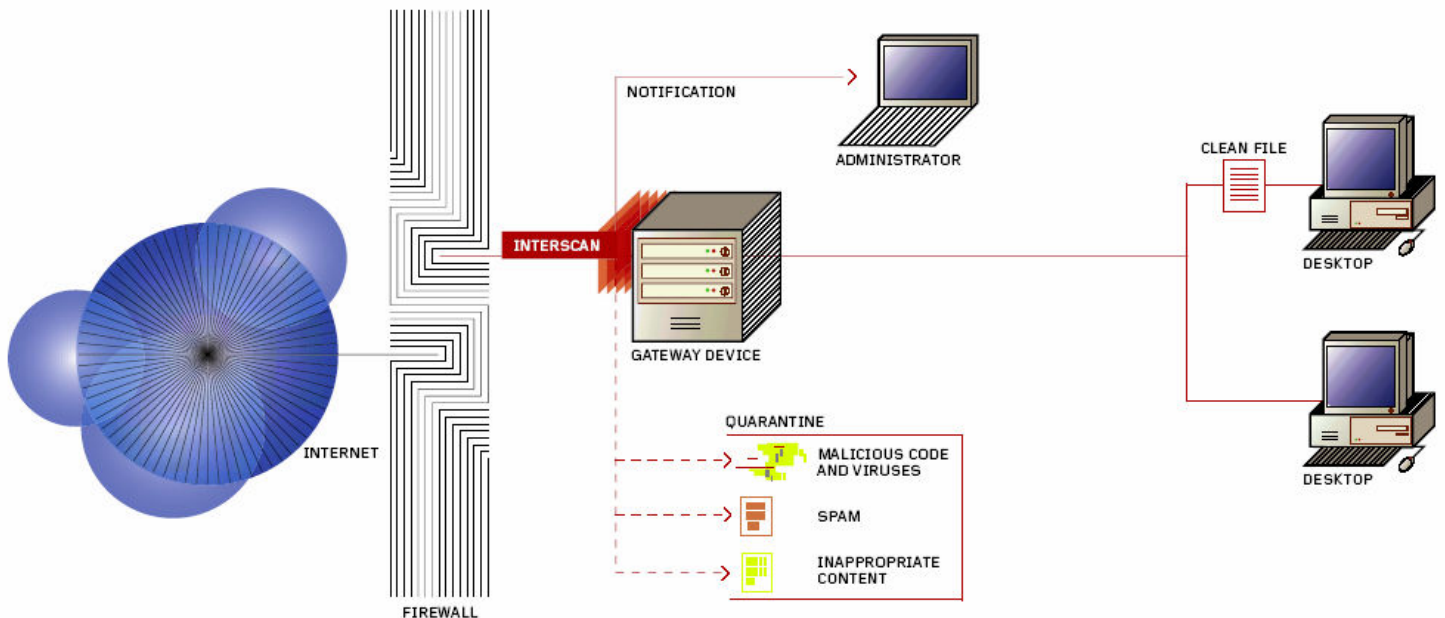 NOTIFICATION
ADMINISTRATOR
CLEAN FILE
DESKTOP
INTERSCAN
GATEWAY DEVICE
INTERNET
QUARANTINE
MALICIOUS CODE
AND VIRUSES
SPAM
INAPPROPRIATE
CONTENT
DESKTOP
FIREWALL